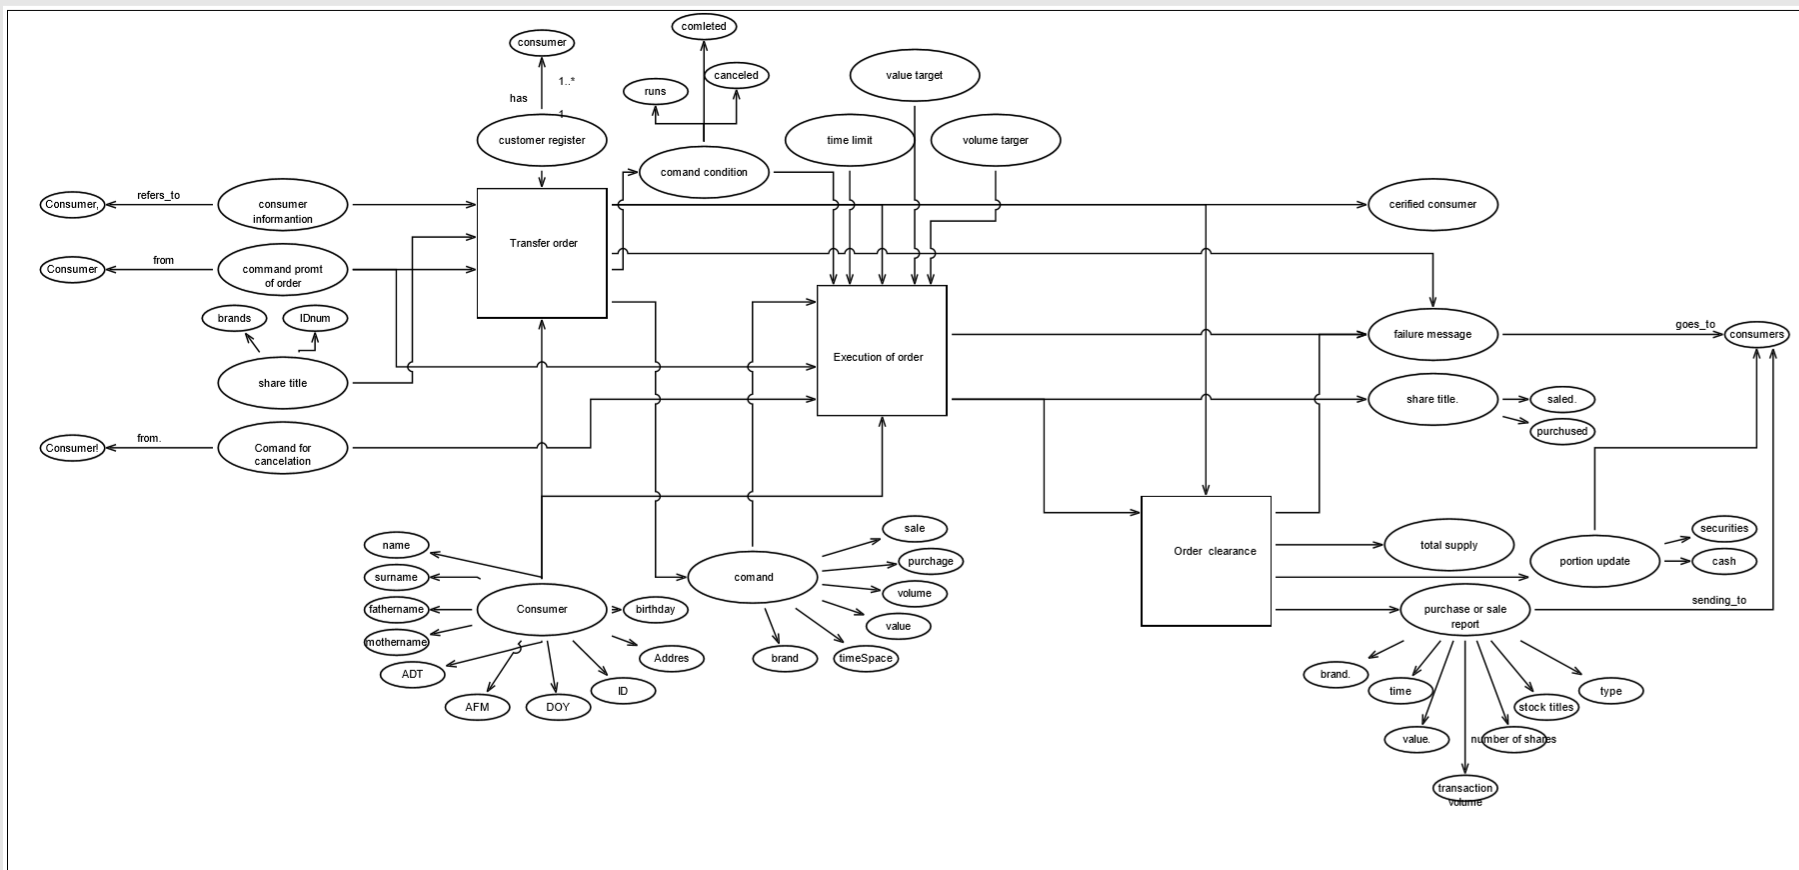 comleted
consumer
value target
canceled
1..*
runs
has
1
customer register
time limit
volume targer
comand condition
refers_to
Consumer,
consumer
informantion
cerified consumer
Transfer order
from
Consumer
command promt
of order
brands
IDnum
failure message
goes_to
consumers
Execution of order
share title
share title.
saled.
purchused
from.
Consumer!
Comand for
cancelation
sale
securities
name
total supply
Order  clearance
purchage
portion update
cash
surname
comand
volume
fathername
Consumer
birthday
purchase or sale
report
sending_to
value
mothername
brand
timeSpace
Addres
ADT
brand.
ID
time
type
AFM
DOY
stock titles
value.
number of shares
transaction
volume